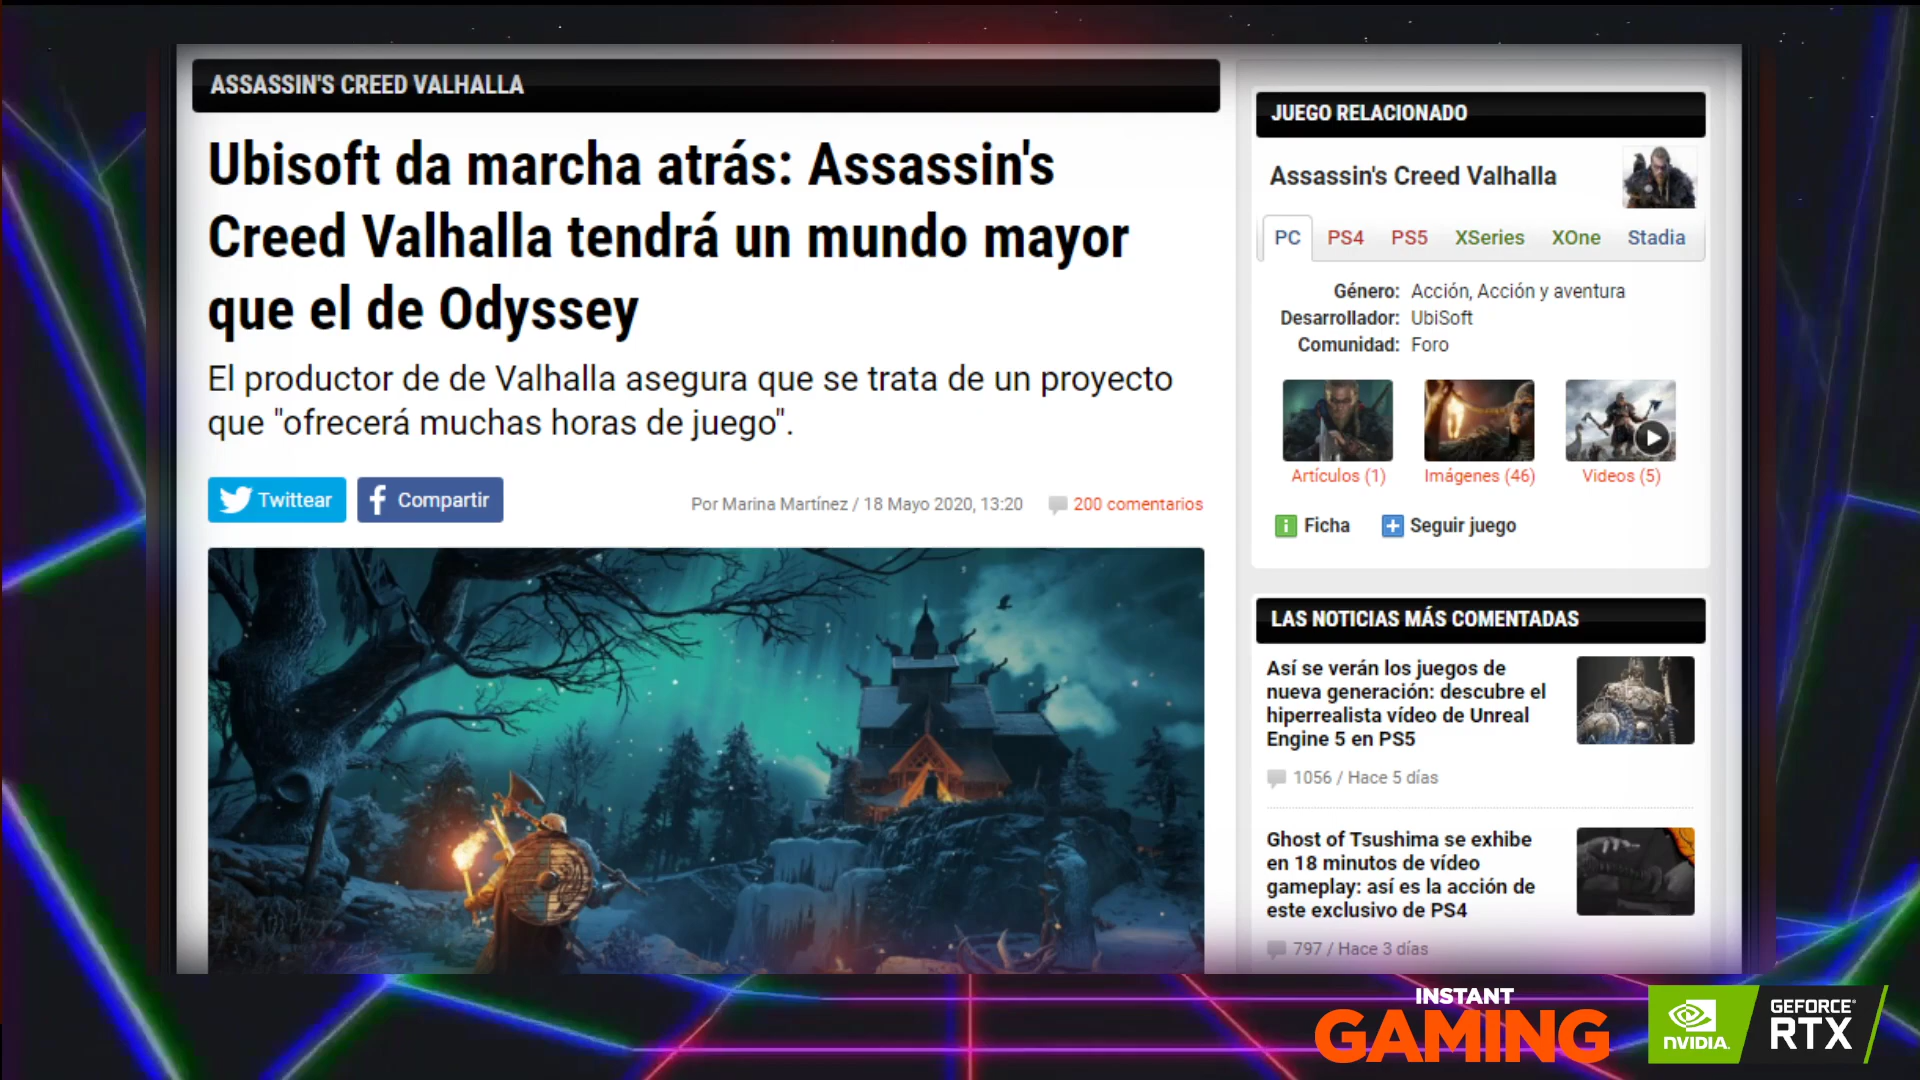 ASSASSIN'S CREED VALHALLA
Ubisoft da marcha atrás: Assassin's
Creed Valhalla tendrá un mundo mayor
que el de Odyssey
El productor de de Valhalla asegura que se trata de un proyecto
que "ofrecerá muchas horas de juego".
Twittear
Compartir
Por Marina Martínez / 18 Mayo 2020, 13:20
200 comentarios
JUEGO RELACIONADO
Assassin's Creed Valhalla
PC PS4 PS5 XSeries XOne Stadia
Género: Acción, Acción y aventura
Desarrollador: UbiSoft
Comunidad: Foro
Artículos (1) Imágenes (46) Videos (5)
Ficha Seguir juego
LAS NOTICIAS MÁS COMENTADAS
Así se verán los juegos de
nueva generación: descubre el
hiperrealista vídeo de Unreal
Engine 5 en PS5
1056 / Hace 5 días
Ghost of Tsushima se exhibe
en 18 minutos de vídeo
gameplay: así es la acción de
este exclusivo de PS4
797 / Hace 3 días
INSTANT
GAMING
NVIDIA.
GEFORCE®
RTX